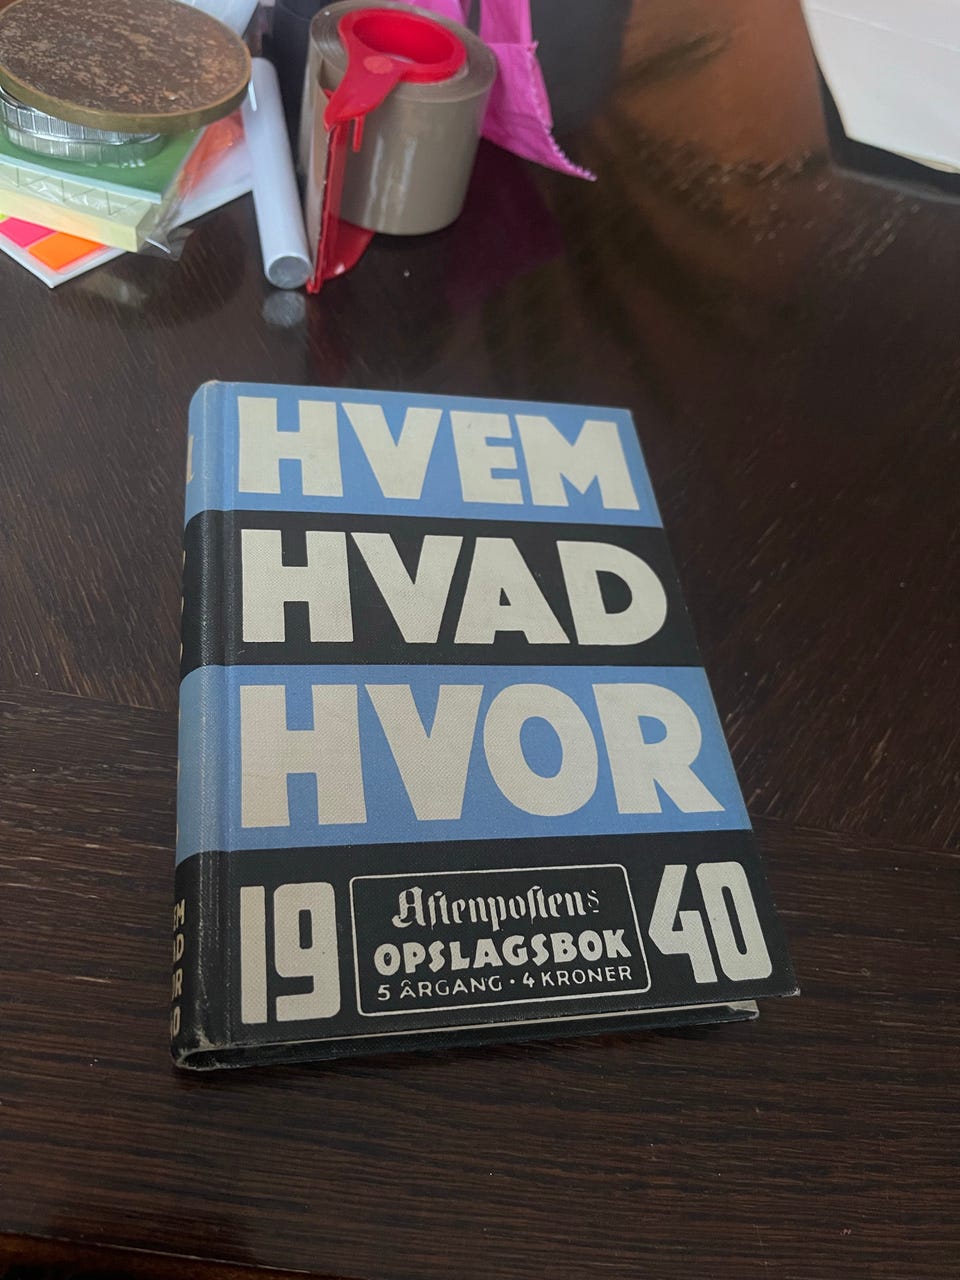 HVEM
HVAD
HVOR
19 40
Aftenpostens
OPSLAGSBOK
5 ÅRGANG · 4 KRONER